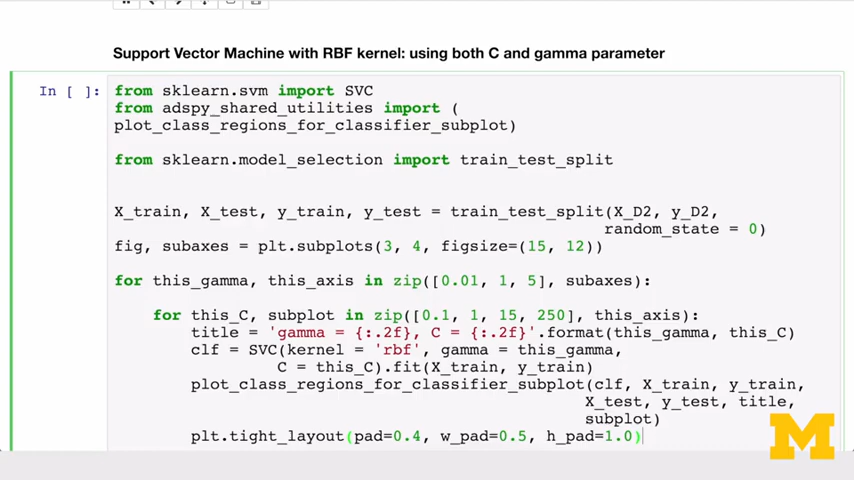 Support Vector Machine with RBF kernel: using both C and gamma parameter
In [ ]: from sklearn.svm import SVC
from adspy_shared_utilities import (
plot_class_regions_for_classifier_subplot)
from sklearn.model_selection import train_test_split
X_train, X_test, y_train, y_test = train_test_split(X_D2, y_D2,
random_state = 0)
fig, subaxes = plt.subplots(3, 4, figsize=(15, 12))
for this_gamma, this_axis in zip([0.01, 1, 5], subaxes):
for this_C, subplot in zip([0.1, 1, 15, 250], this_axis):
title = 'gamma = {:.2f}, C = {:.2f}'.format(this_gamma, this_C)
clf = SVC(kernel = 'rbf', gamma = this_gamma,
C = this_C).fit(X_train, y_train)
plot_class_regions_for_classifier_subplot(clf, X_train, y_train,
X_test, y_test, title,
subplot)
plt.tight_layout(pad=0.4, w_pad=0.5, h_pad=1.0)
M